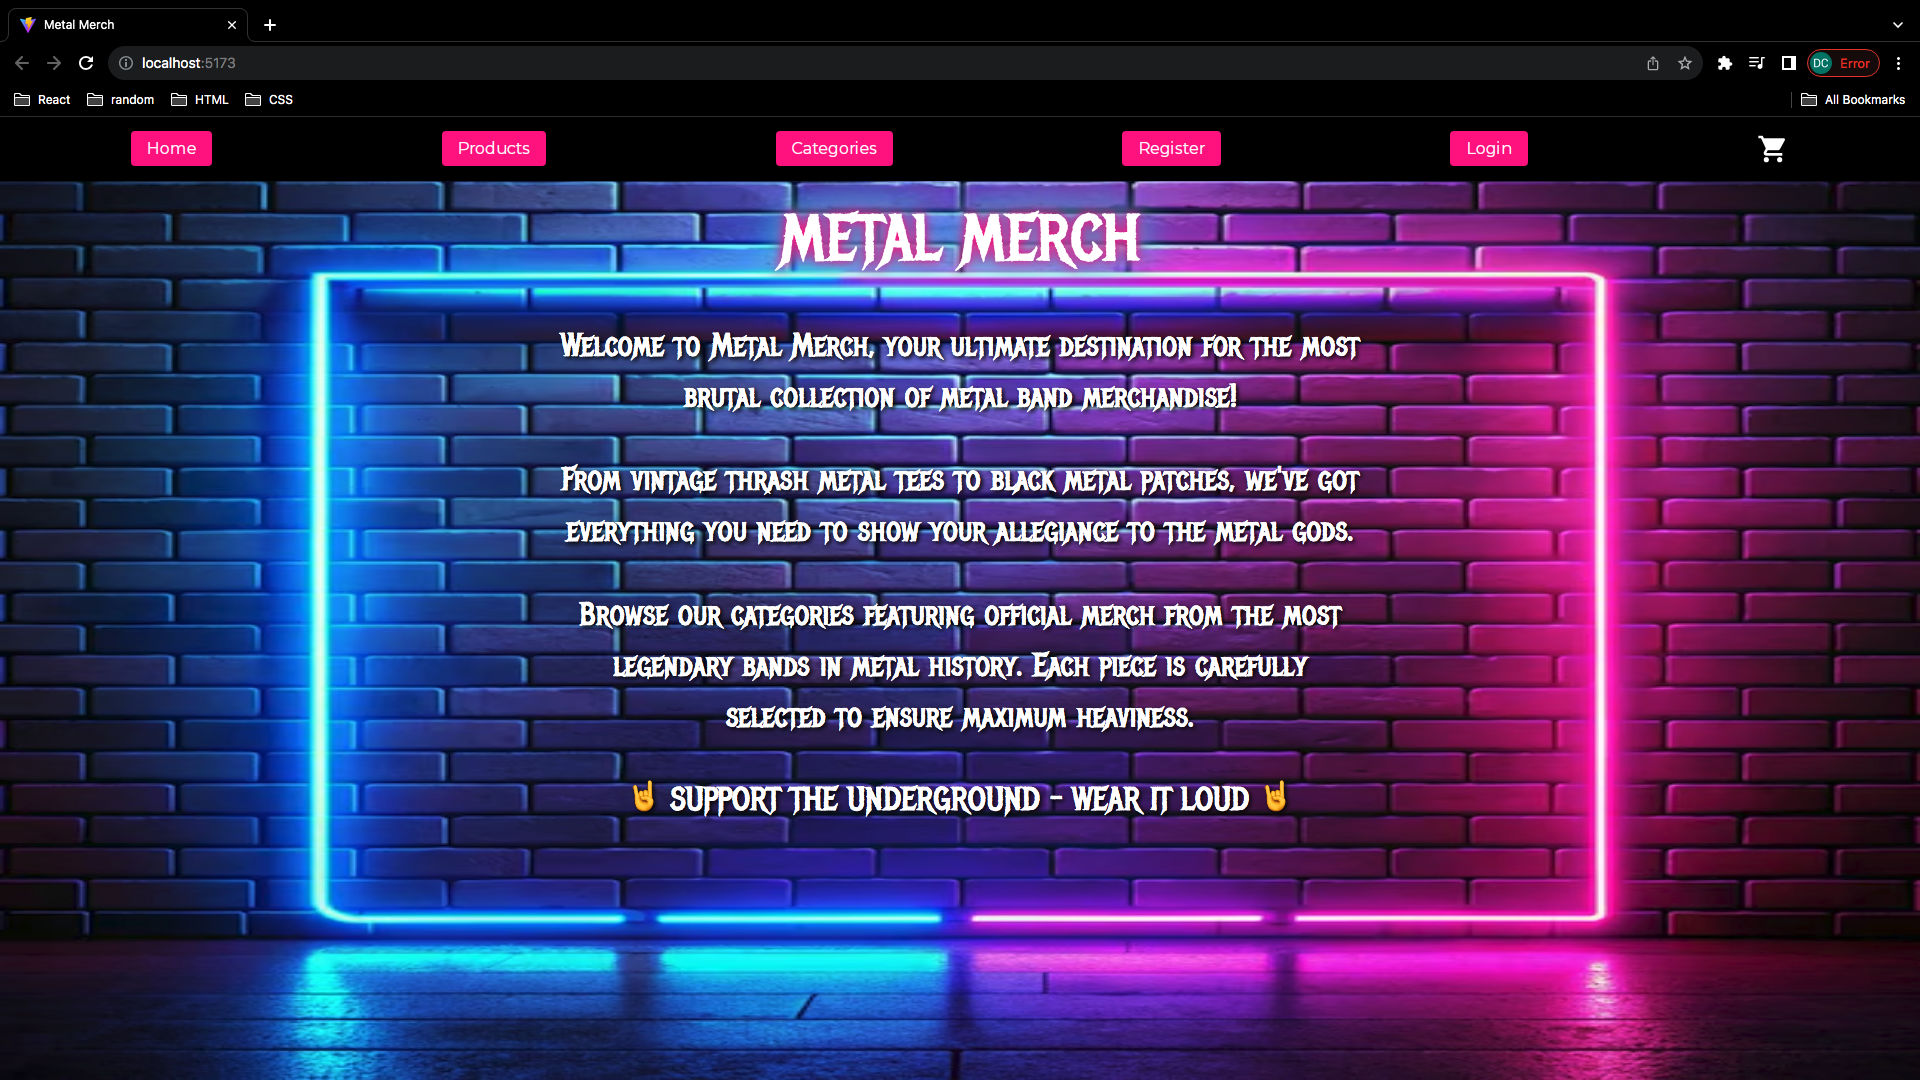 Metal Merch
localhost:5173
DC Error
React random HTML CSS All Bookmarks
Home Products Categories Register Login
METAL MERCH
Welcome to Metal Merch, your ultimate destination for the most
brutal collection of metal band merchandise!
From vintage thrash metal tees to black metal patches, we've got
everything you need to show your allegiance to the metal gods.
Browse our categories featuring official merch from the most
legendary bands in metal history. Each piece is carefully
selected to ensure maximum heaviness.
🤘 SUPPORT THE UNDERGROUND - WEAR IT LOUD 🤘